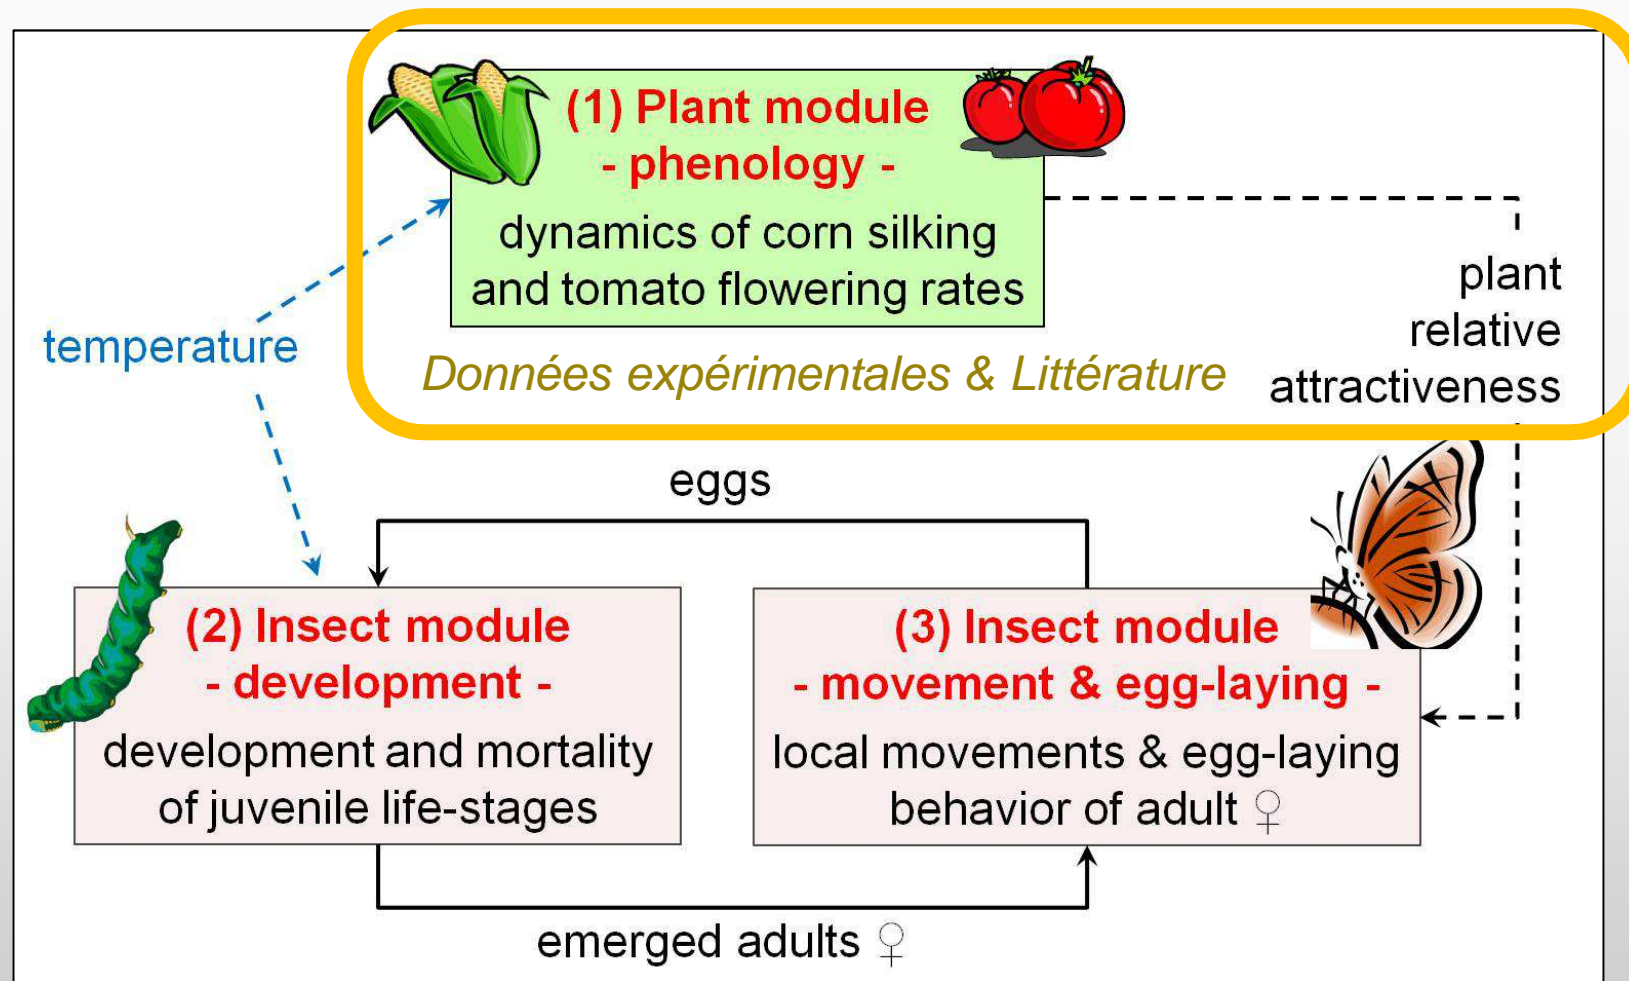 (1) Plant module
- phenology -
dynamics of corn silking
and tomato flowering rates
temperature
Données expérimentales & Littérature
plant
relative
attractiveness
eggs
(2) Insect module
- development -
development and mortality
of juvenile life-stages
(3) Insect module
- movement & egg-laying -
local movements & egg-laying
behavior of adult ♀
emerged adults ♀